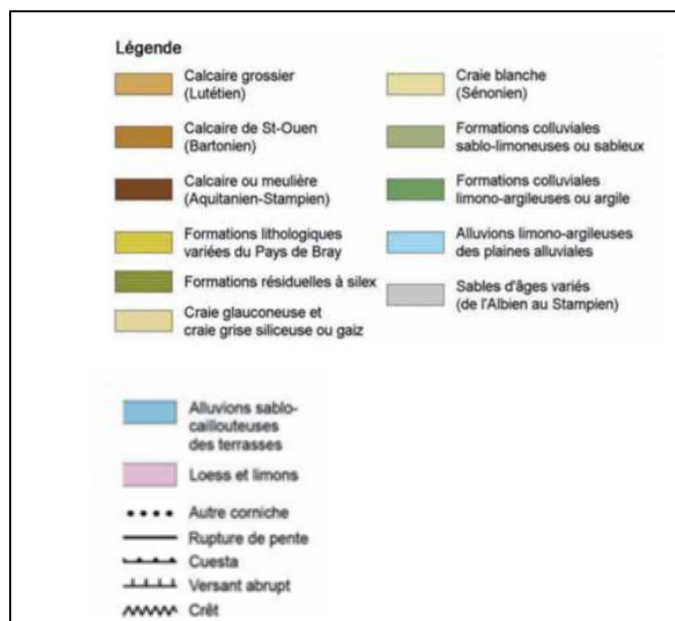 Légende
Calcaire grossier
(Lutétien)
Calcaire de St-Ouen
(Bartonien)
Calcaire ou meulière
(Aquitanien-Stampien)
Formations lithologiques
variées du Pays de Bray
Formations résiduelles à silex
Craie glauconeuse et
craie grise siliceuse ou gaiz
Craie blanche
(Sénonien)
Formations colluviales
sablo-limoneuses ou sableux
Formations colluviales
limono-argileuses ou argile
Alluvions limono-argileuses
des plaines alluviales
Sables d'âges variés
(de l'Albien au Stampien)
Alluvions sablo-
caillouteuses
des terrasses
Loess et limons
Autre corniche
Rupture de pente
Cuesta
Versant abrupt
Crêt